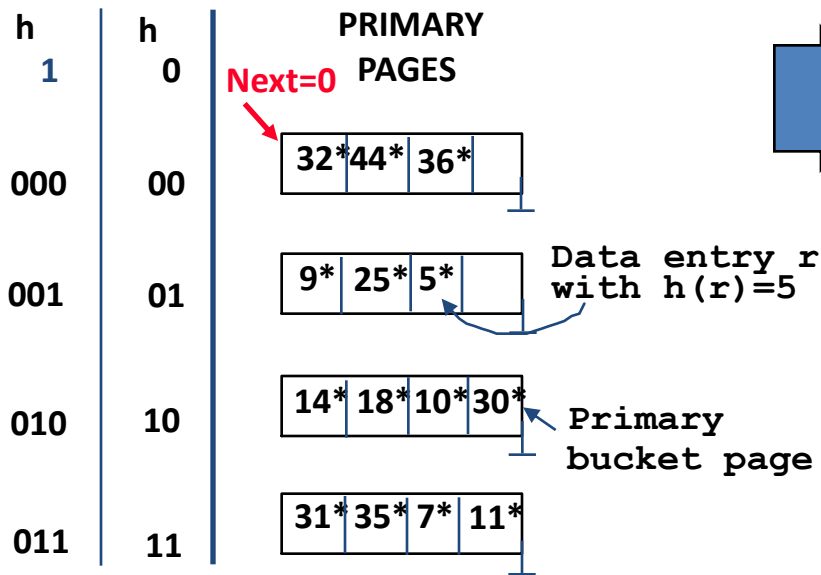 h h PRIMARY
1 0 PAGES
Next=0
000 00 32* 44* 36*
001 01 9* 25* 5*
Data entry r
with h(r)=5
010 10 14* 18* 10* 30*
Primary
bucket page
011 11 31* 35* 7* 11*